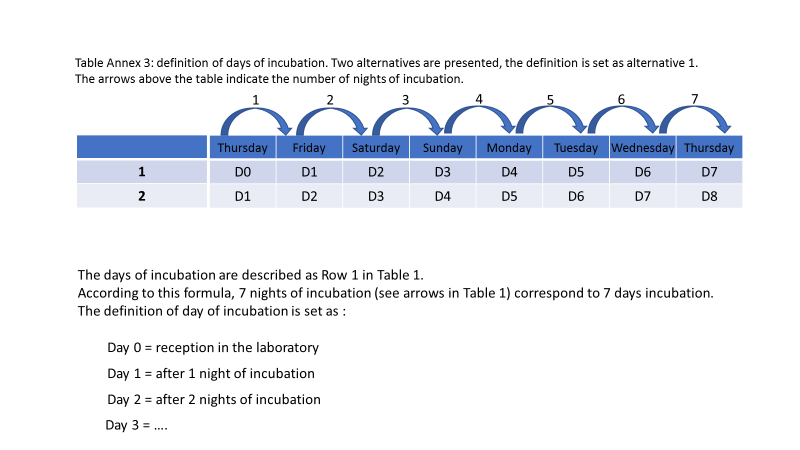 Table Annex 3: definition of days of incubation. Two alternatives are presented, the definition is set as alternative 1.
The arrows above the table indicate the number of nights of incubation.
1 2 3 4 5 6 7
Thursday Friday Saturday Sunday Monday Tuesday Wednesday Thursday
1 D0 D1 D2 D3 D4 D5 D6 D7
2 D1 D2 D3 D4 D5 D6 D7 D8
The days of incubation are described as Row 1 in Table 1.
According to this formula, 7 nights of incubation (see arrows in Table 1) correspond to 7 days incubation.
The definition of day of incubation is set as :
Day 0 = reception in the laboratory
Day 1 = after 1 night of incubation
Day 2 = after 2 nights of incubation
Day 3 = ....